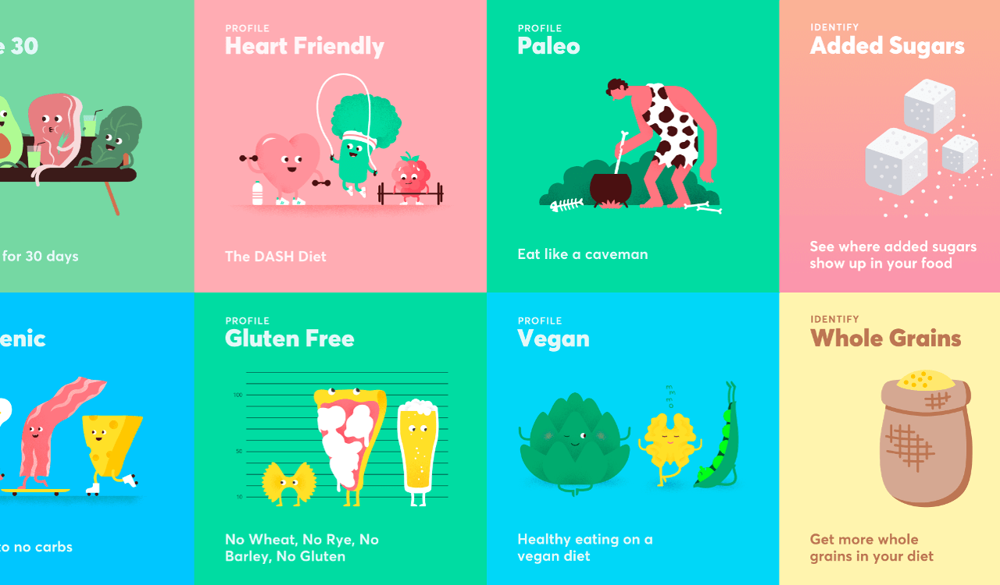 e 30
for 30 days
PROFILE
Heart Friendly
The DASH Diet
PROFILE
Paleo
Eat like a caveman
IDENTIFY
Added Sugars
See where added sugars
show up in your food
enic
to no carbs
PROFILE
Gluten Free
100
50
10
No Wheat, No Rye, No
Barley, No Gluten
PROFILE
Vegan
m
m
m
o
Healthy eating on a
vegan diet
IDENTIFY
Whole Grains
Get more whole
grains in your diet